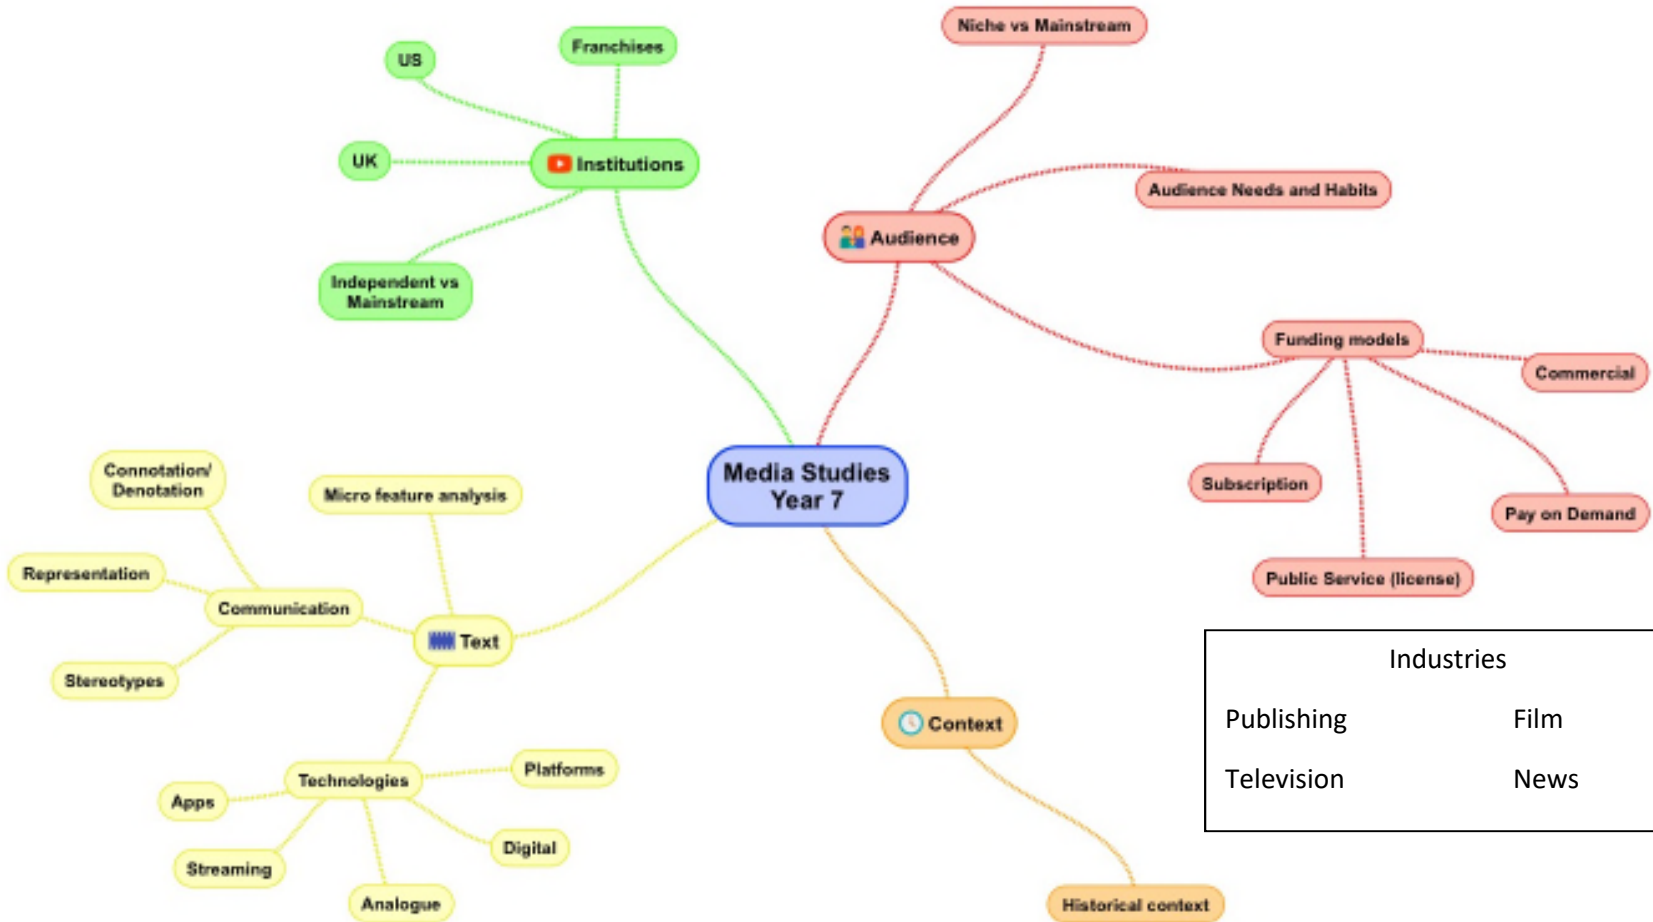 Niche vs Mainstream
Franchises
US
UK
Institutions
Audience Needs and Habits
Audience
Independent vs
Mainstream
Funding models
Commercial
Connotation/
Denotation
Micro feature analysis
Media Studies
Year 7
Subscription
Pay on Demand
Representation
Communication
Public Service (license)
Text
Stereotypes
Industries
Publishing Film
Television News
Context
Technologies
Platforms
Apps
Digital
Streaming
Analogue
Historical context